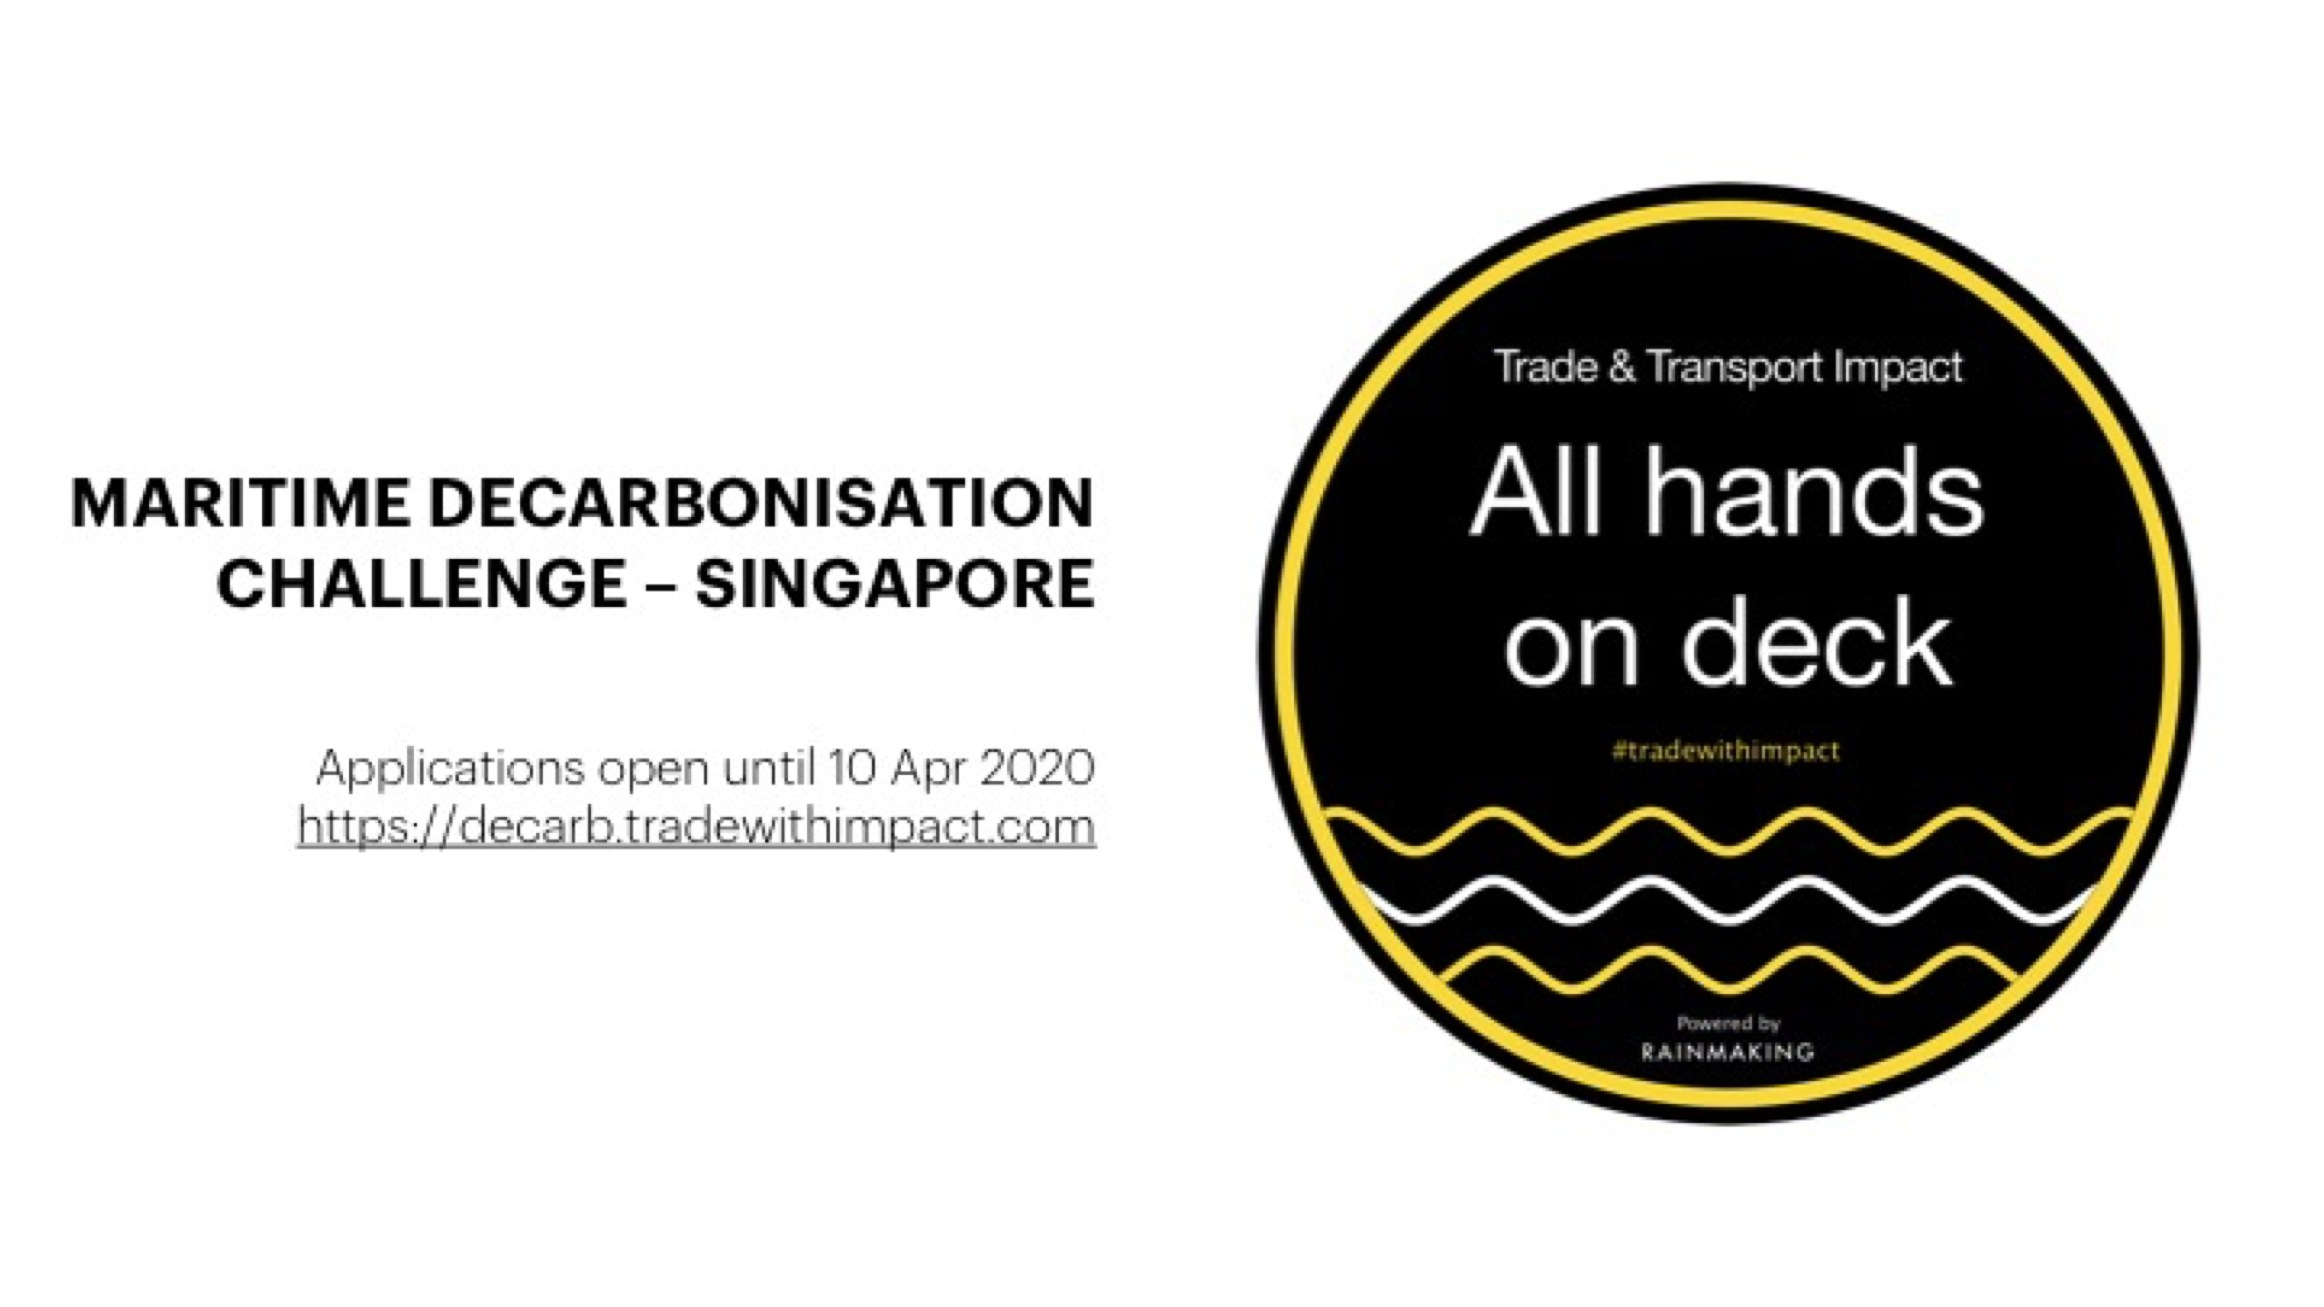 MARITIME DECARBONISATION
CHALLENGE – SINGAPORE
Applications open until 10 Apr 2020
https://decarb.tradewithimpact.com
Trade & Transport Impact
All hands
on deck
#tradewithimpact
Powered by
RAINMAKING